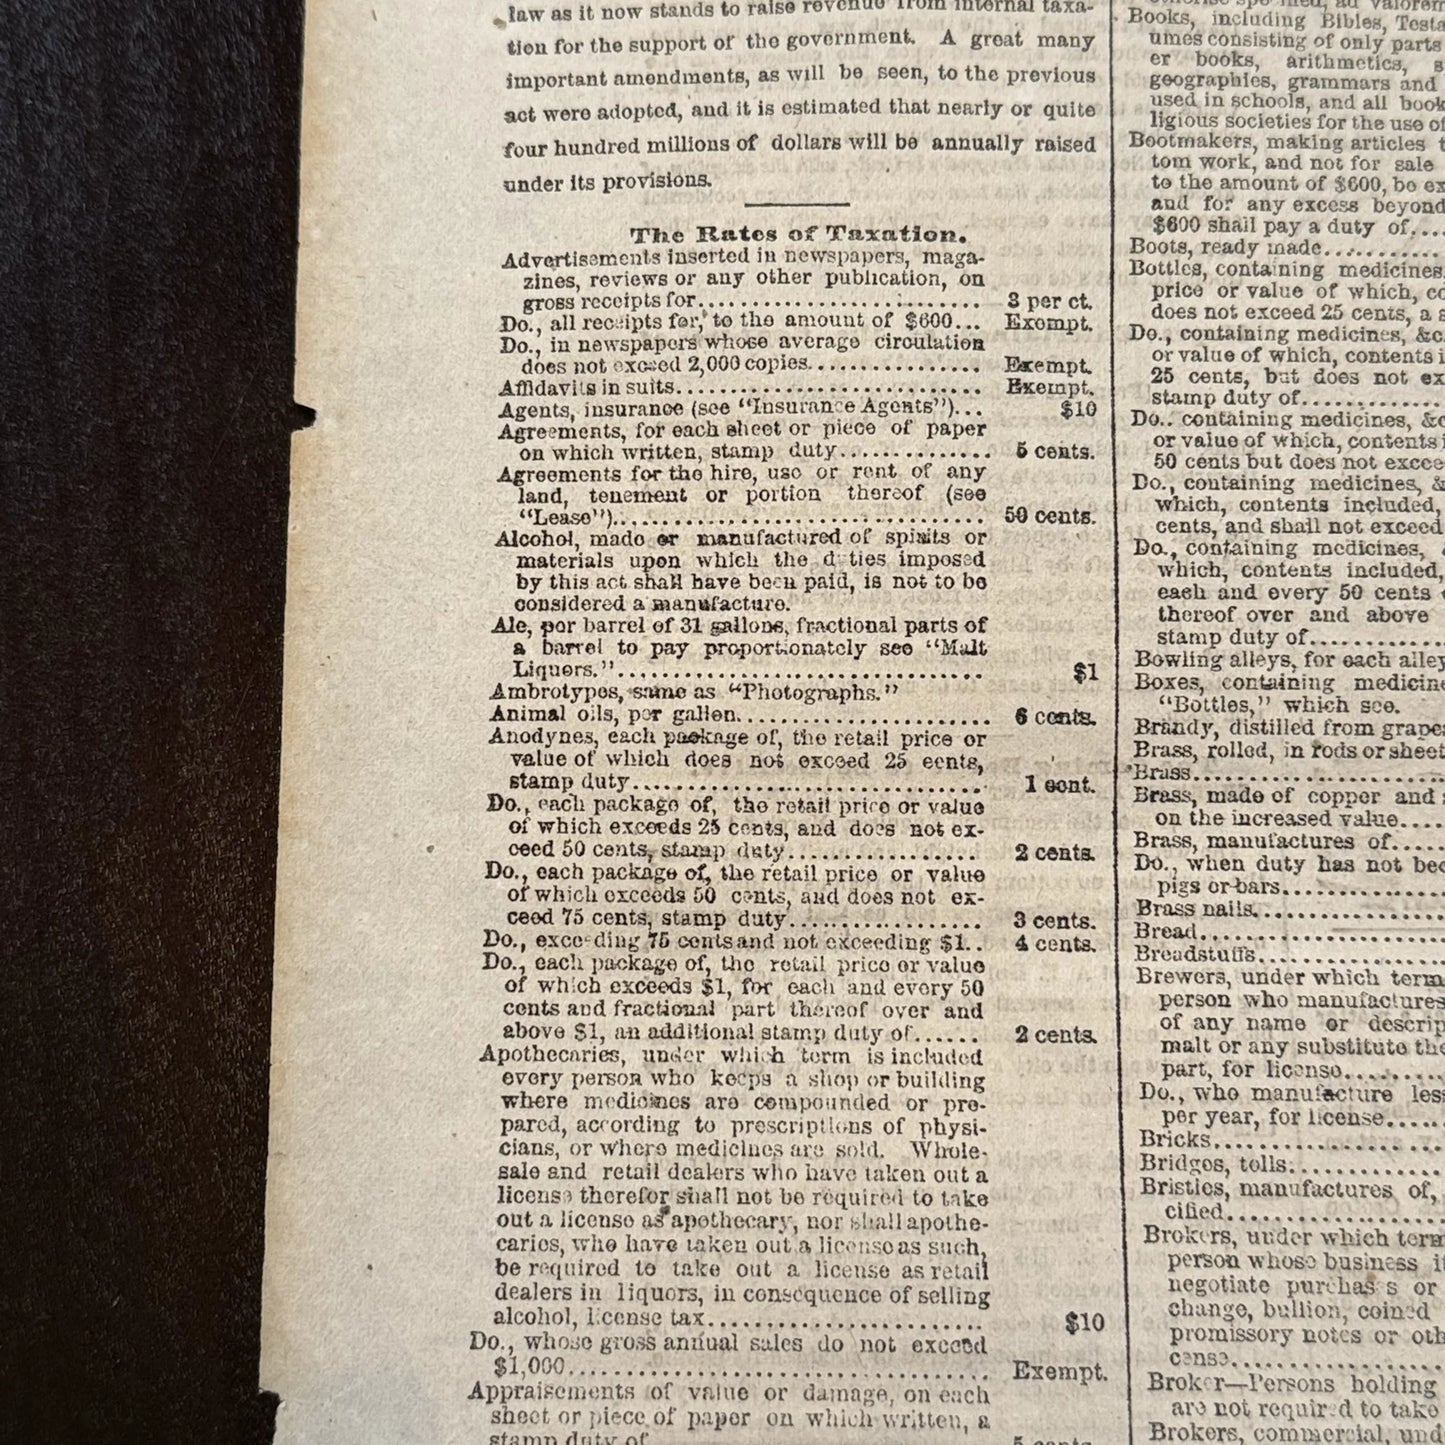 law as it now stands to raise revenue from internal taxa-
tion for the support of the government. A great many
important amendments, as will be seen, to the previous
act were adopted, and it is estimated that nearly or quite
four hundred millions of dollars will be annually raised
under its provisions.
The Rates of Taxation.
Advertisements inserted in newspapers, maga-
zines, reviews or any other publication, on
gross receipts for.................................. 3 per ct.
Do., all receipts for, to the amount of $600... Exempt.
Do., in newspapers whose average circulation
does not exceed 2,000 copies................ Exempt.
Affidavits in suits............................... Exempt.
Agents, insurance (see "Insurance Agents")... $10
Agreements, for each sheet or piece of paper
on which written, stamp duty.............. 5 cents.
Agreements for the hire, use or rent of any
land, tenement or portion thereof (see
"Lease").................................. 50 cents.
Alcohol, made or manufactured of spirits or
materials upon which the duties imposed
by this act shall have been paid, is not to be
considered a manufacture.
Ale, per barrel of 31 gallons, fractional parts of
a barrel to pay proportionately see "Malt
Liquors.".................................. $1
Ambrotypes, same as "Photographs."
Animal oils, per gallon........................ 6 cents.
Anodynes, each package of, the retail price or
value of which does not exceed 25 cents,
stamp duty.................................. 1 cent.
Do., each package of, the retail price or value
of which exceeds 25 cents, and does not ex-
ceed 50 cents, stamp duty.................. 2 cents.
Do., each package of, the retail price or value
of which exceeds 50 cents, and does not ex-
ceed 75 cents, stamp duty.................. 3 cents.
Do., exceeding 75 cents and not exceeding $1.. 4 cents.
Do., each package of, the retail price or value
of which exceeds $1, for each and every 50
cents and fractional part thereof over and
above $1, an additional stamp duty of...... 2 cents.
Apothecaries, under which term is included
every person who keeps a shop or building
where medicines are compounded or pre-
pared, according to prescriptions of physi-
cians, or where medicines are sold. Whole-
sale and retail dealers who have taken out a
license therefor shall not be required to take
out a license as apothecary, nor shall apothe-
caries, who have taken out a license as such,
be required to take out a license as retail
dealers in liquors, in consequence of selling
alcohol, license tax......................... $10
Do., whose gross annual sales do not exceed
$1,000....................................... Exempt.
Appraisements of value or damage, on each
sheet or piece of paper on which written, a
stamp duty of 5 cents.
Books, including Bibles, Testa
umes consisting of only parts
er books, arithmetics, s
geographies, grammars and
used in schools, and all book
ligious societies for the use of
Bootmakers, making articles
tom work, and not for sale
to the amount of $600, be ex
and for any excess beyond
$600 shall pay a duty of....
Boots, ready made...........
Bottles, containing medicines,
price or value of which, co
does not exceed 25 cents, a s
Do., containing medicines, &c
or value of which, contents i
25 cents, but does not ex
stamp duty of..............
Do.. containing medicines, &c
or value of which, contents i
50 cents but does not excee
Do., containing medicines, &
which, contents included,
cents, and shall not exceed
Do., containing medicines,
which, contents included,
each and every 50 cents
thereof over and above
stamp duty of.............
Bowling alleys, for each alley
Boxes, containing medicine
"Bottles," which see.
Brandy, distilled from grape
Brass, rolled, in rods or sheet
Brass.......................
Brass, made of copper and
on the increased value....
Brass, manufactures of.....
Do., when duty has not bee
pigs or bars................
Brass nails..................
Bread.......................
Breadstuffs..................
Brewers, under which term
person who manufactures
of any name or descrip
malt or any substitute the
part, for license...........
Do., who manufacture less
per year, for license......
Bricks.......................
Bridges, tolls................
Bristles, manufactures of,
cified......................
Brokers, under which term
person whose business i
negotiate purchases or
change, bullion, coined
promissory notes or oth
cense......................
Broker—Persons holding
are not required to take
Brokers, commercial, und